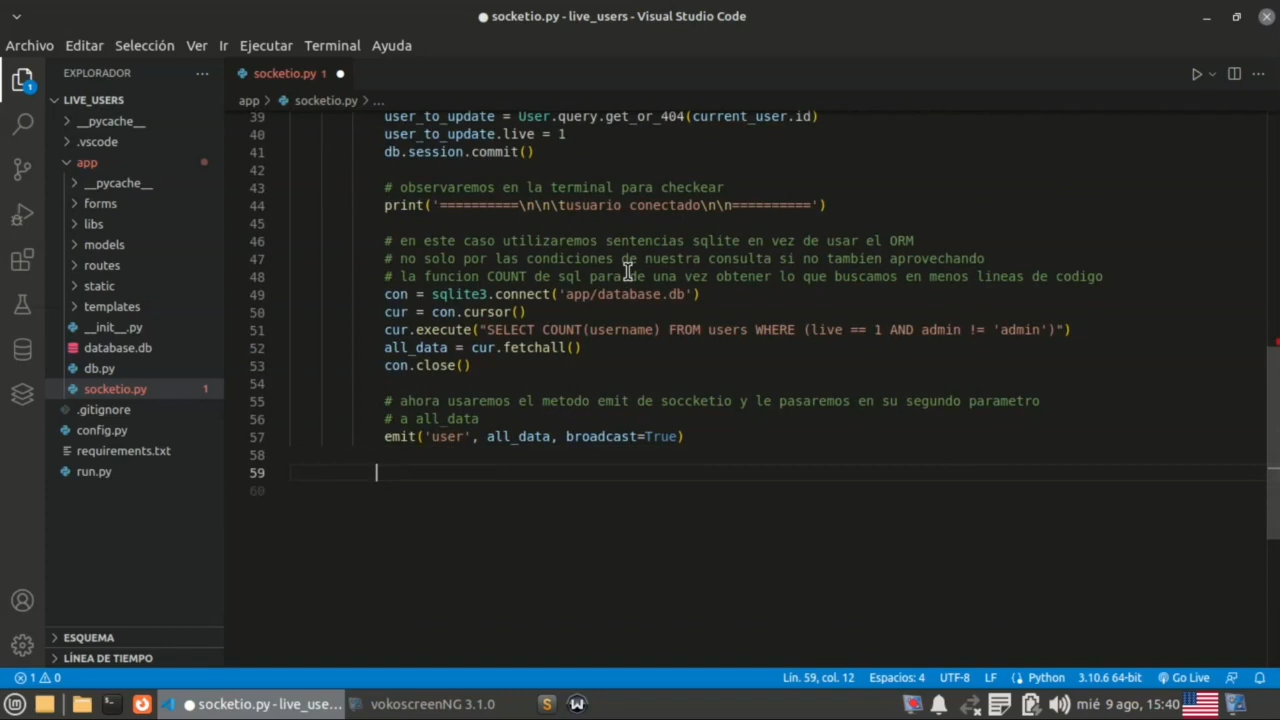 socketio.py - live_users - Visual Studio Code
Archivo Editar Selección Ver Ir Ejecutar Terminal Ayuda
EXPLORADOR
socketio.py 1
LIVE_USERS
app > socketio.py > ...
__pycache__
.vscode
app
__pycache__
forms
libs
models
routes
static
templates
__init__.py
database.db
db.py
socketio.py 1
.gitignore
config.py
requirements.txt
run.py
1
39 user_to_update = User.query.get_or_404(current_user.id)
40 user_to_update.live = 1
41 db.session.commit()
42
43 # observaremos en la terminal para checkear
44 print('==========\n\n\tusuario conectado\n\n==========')
45
46 # en este caso utilizaremos sentencias sqlite en vez de usar el ORM
47 # no solo por las condiciones de nuestra consulta si no tambien aprovechando
48 # la funcion COUNT de sql para de una vez obtener lo que buscamos en menos lineas de codigo
49 con = sqlite3.connect('app/database.db')
50 cur = con.cursor()
51 cur.execute("SELECT COUNT(username) FROM users WHERE (live == 1 AND admin != 'admin')")
52 all_data = cur.fetchall()
53 con.close()
54
55 # ahora usaremos el metodo emit de soccketio y le pasaremos en su segundo parametro
56 # a all_data
57 emit('user', all_data, broadcast=True)
58
59
60
ESQUEMA
LÍNEA DE TIEMPO
1 0 Lín. 59, col. 12 Espacios: 4 UTF-8 LF Python 3.10.6 64-bit Go Live
socketio.py - live_use... vokoscreenNG 3.1.0 S W mié 9 ago, 15:40